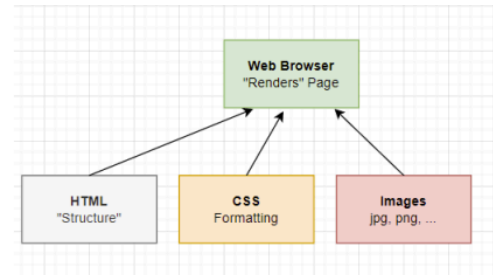 Web Browser
"Renders" Page
HTML
"Structure"
CSS
Formatting
Images
jpg, png, ...